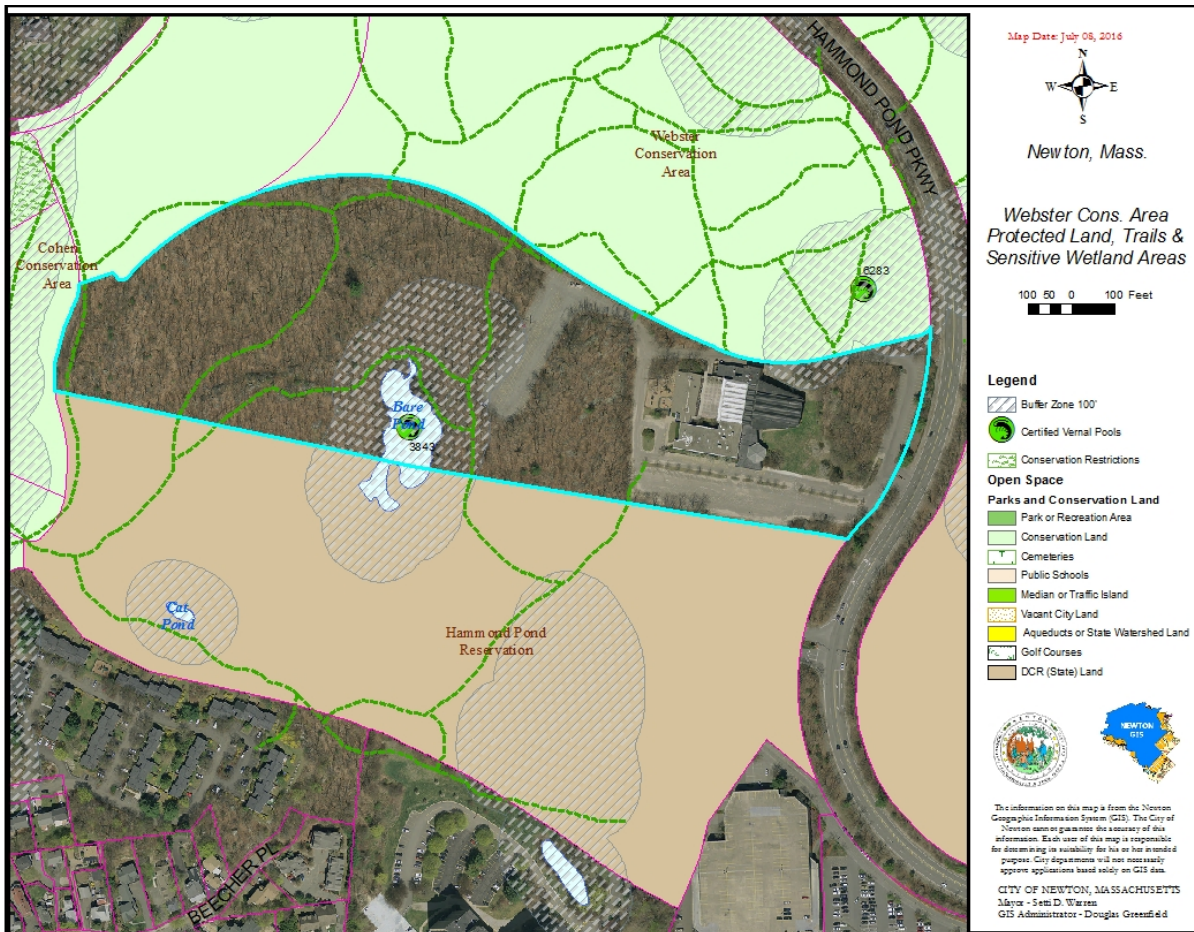 HAMMOND POND PKWY
Webster
Conservation
Area
Cohen
Conservation
Area
6283
Bare
Pond
3843
Cat
Pond
Hammond Pond
Reservation
BEECHER PL
Map Date: July 08, 2016
N
W E
S
Newton, Mass.
Webster Cons. Area
Protected Land, Trails &
Sensitive Wetland Areas
100 50 0 100 Feet
Legend
Buffer Zone 100'
Certified Vernal Pools
Conservation Restrictions
Open Space
Parks and Conservation Land
Park or Recreation Area
Conservation Land
Cemeteries
Public Schools
Median or Traffic Island
Vacant City Land
Aqueducts or State Watershed Land
Golf Courses
DCR (State) Land
NEWTON
GIS
The information on this map is from the Newton
Geographic Information System (GIS). The City of
Newton cannot guarantee the accuracy of this
information. Each user of this map is responsible
for determining its suitability for his or her intended
purpose. City departments will not necessarily
approve applications based solely on GIS data.
CITY OF NEWTON, MASSACHUSETTS
Mayor - Setti D. Warren
GIS Administrator - Douglas Greenfield